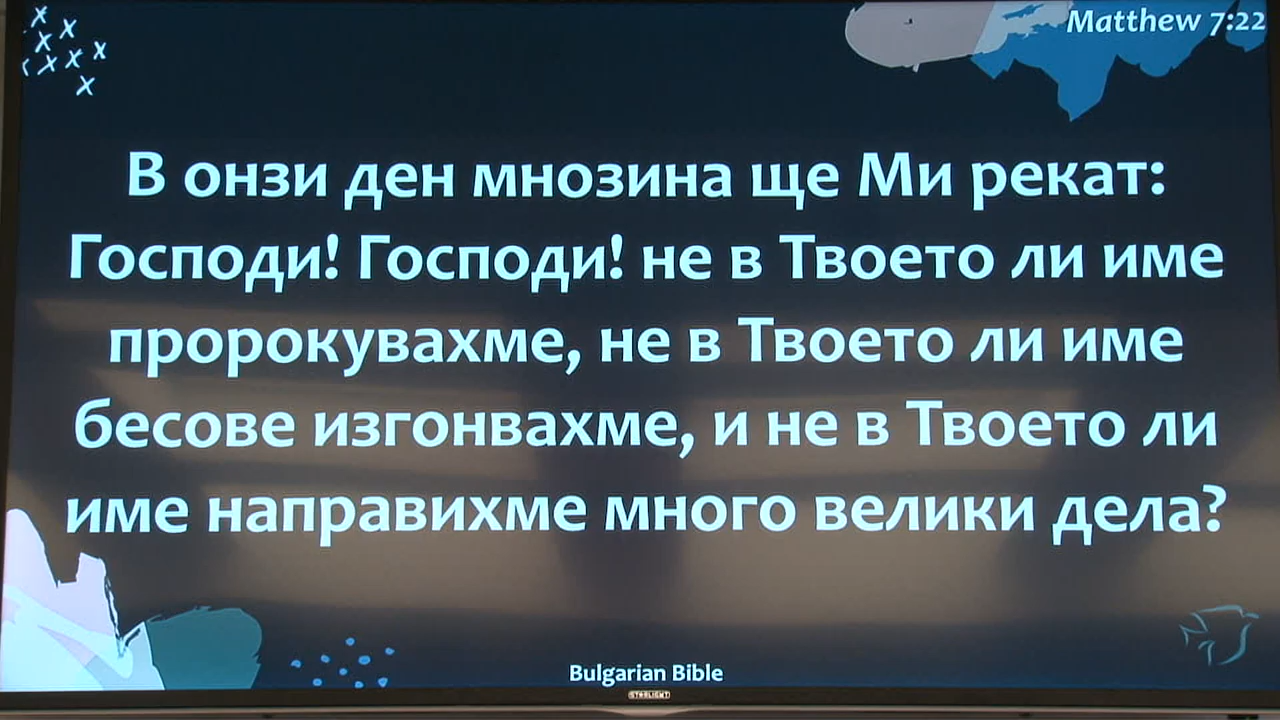 Matthew 7:22
В онзи ден мнозина ще Ми рекат:
Господи! Господи! не в Твоето ли име
пророкувахме, не в Твоето ли име
бесове изгонвахме, и не в Твоето ли
име направихме много велики дела?
Bulgarian Bible
STARLIGHT